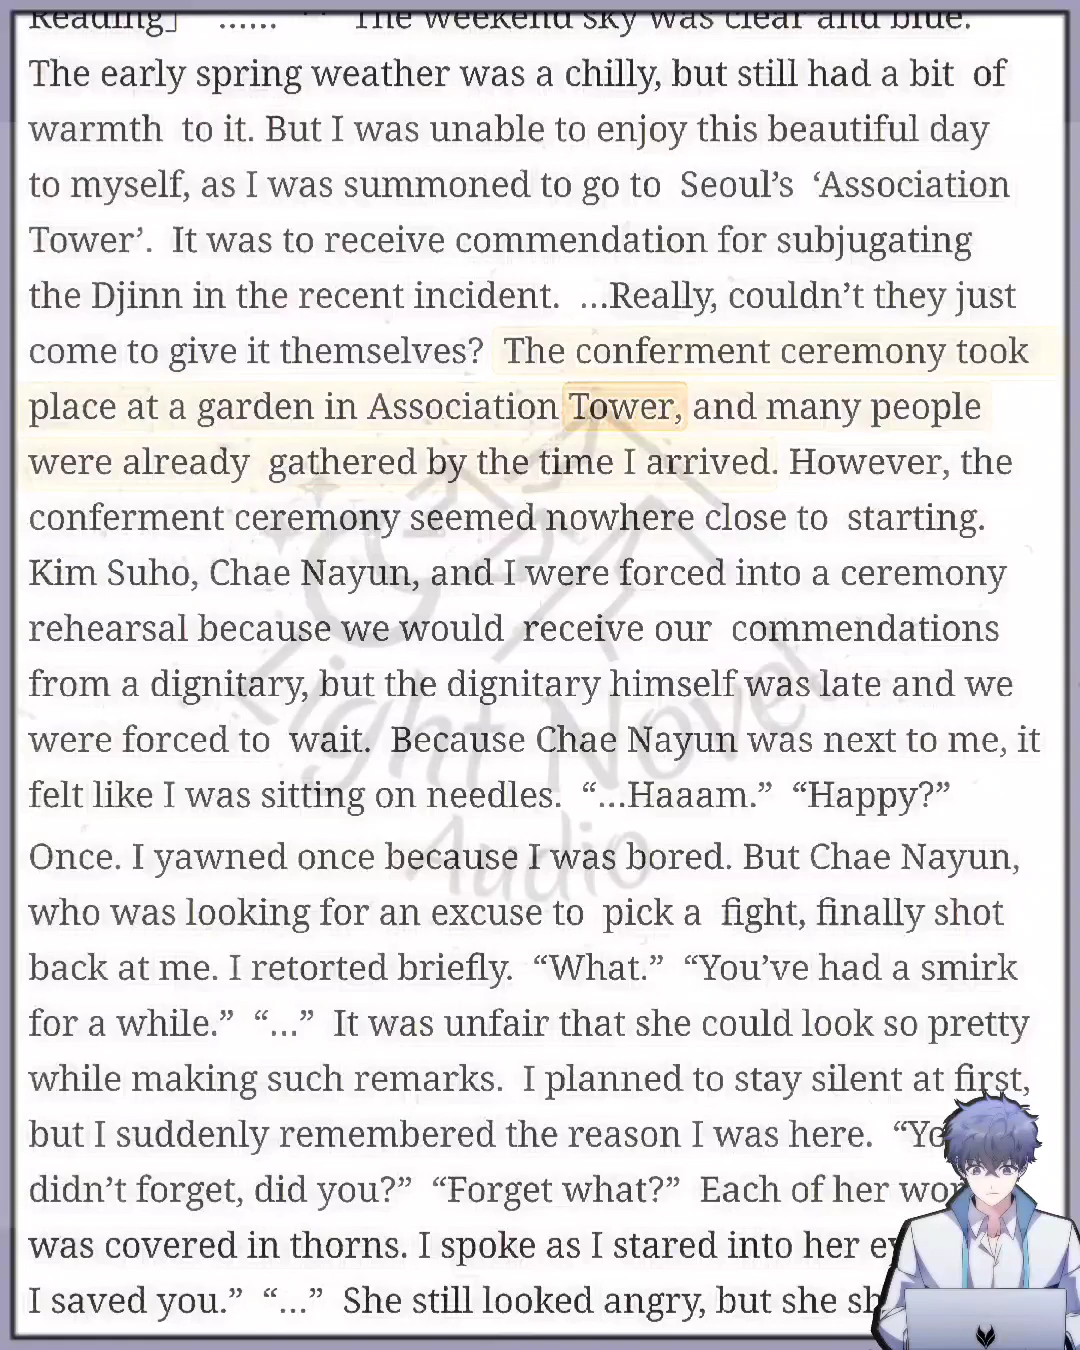 Reading」 ...... The weekend sky was clear and blue.
The early spring weather was a chilly, but still had a bit of
warmth to it. But I was unable to enjoy this beautiful day
to myself, as I was summoned to go to Seoul’s ‘Association
Tower’. It was to receive commendation for subjugating
the Djinn in the recent incident. ...Really, couldn’t they just
come to give it themselves? The conferment ceremony took
place at a garden in Association Tower, and many people
were already gathered by the time I arrived. However, the
conferment ceremony seemed nowhere close to starting.
Kim Suho, Chae Nayun, and I were forced into a ceremony
rehearsal because we would receive our commendations
from a dignitary, but the dignitary himself was late and we
were forced to wait. Because Chae Nayun was next to me, it
felt like I was sitting on needles. “...Haaam.” “Happy?”
Once. I yawned once because I was bored. But Chae Nayun,
who was looking for an excuse to pick a fight, finally shot
back at me. I retorted briefly. “What.” “You’ve had a smirk
for a while.” “...” It was unfair that she could look so pretty
while making such remarks. I planned to stay silent at first,
but I suddenly remembered the reason I was here.
didn’t forget, did you?” “Forget what?” Each of her
was covered in thorns. I spoke as I stared into her
I saved you.” “...” She still looked angry, but she
Light Novel
Audio